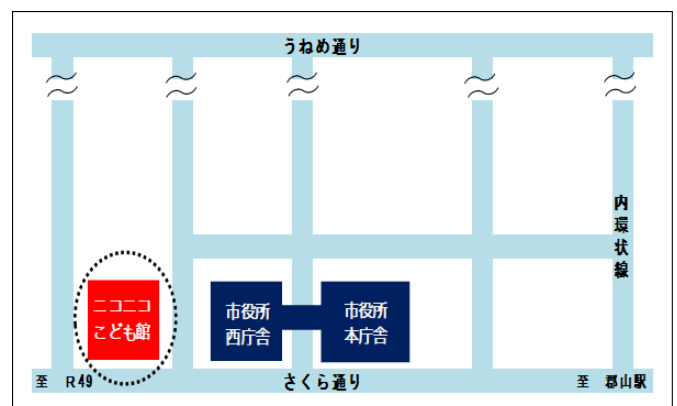 うねめ通り
内環状線
ニコニコ
こども館
市役所
西庁舎
市役所
本庁舎
至 R49
さくら通り
至 郡山駅